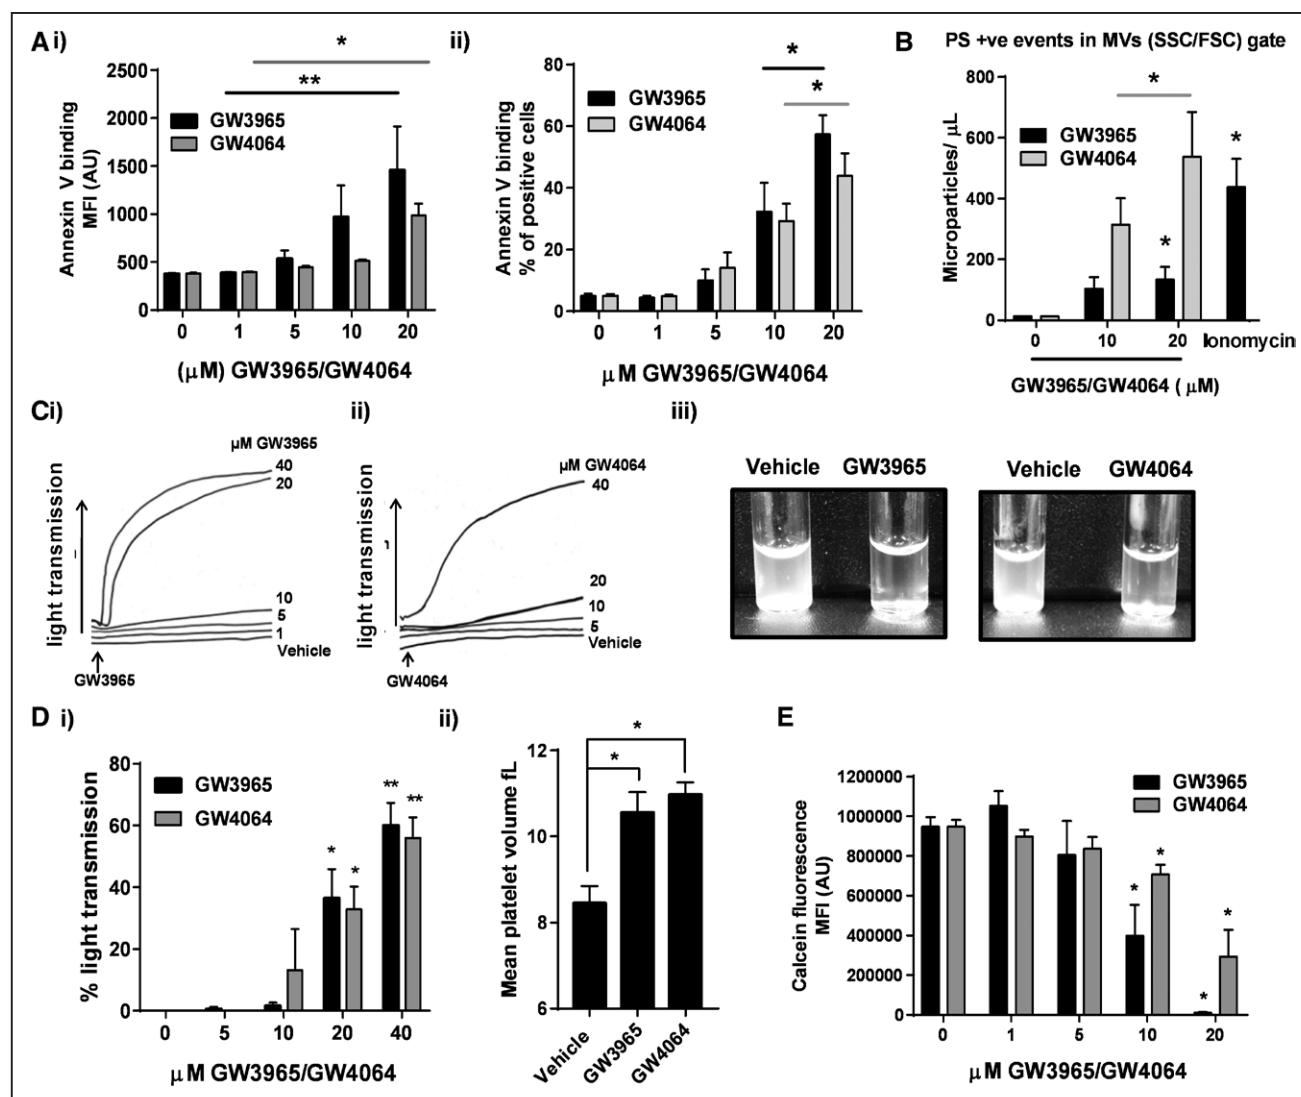 A i)
*
**
2500
2000
1500
1000
500
0
Annexin V binding
MFI (AU)
GW3965
GW4064
0 1 5 10 20
(μM) GW3965/GW4064
ii)
*
*
80
60
40
20
0
Annexin V binding
% of positive cells
GW3965
GW4064
0 1 5 10 20
μM GW3965/GW4064
B PS +ve events in MVs (SSC/FSC) gate
*
*
*
800
600
400
200
0
Microparticles/ μL
GW3965
GW4064
0 10 20 Ionomycin
GW3965/GW4064 ( μM)
Ci)
light transmission
μM GW3965
40
20
10
5
1
Vehicle
GW3965
ii)
light transmission
μM GW4064
40
20
10
5
Vehicle
GW4064
iii)
Vehicle GW3965
Vehicle GW4064
D i)
80
60
40
20
0
% light transmission
GW3965
GW4064
*
*
**
**
0 5 10 20 40
μM GW3965/GW4064
ii)
*
*
12
10
8
6
Mean platelet volume fL
Vehicle
GW3965
GW4064
E
1200000
1000000
800000
600000
400000
200000
0
Calcein fluorescence
MFI (AU)
GW3965
GW4064
*
*
*
*
0 1 5 10 20
μM GW3965/GW4064